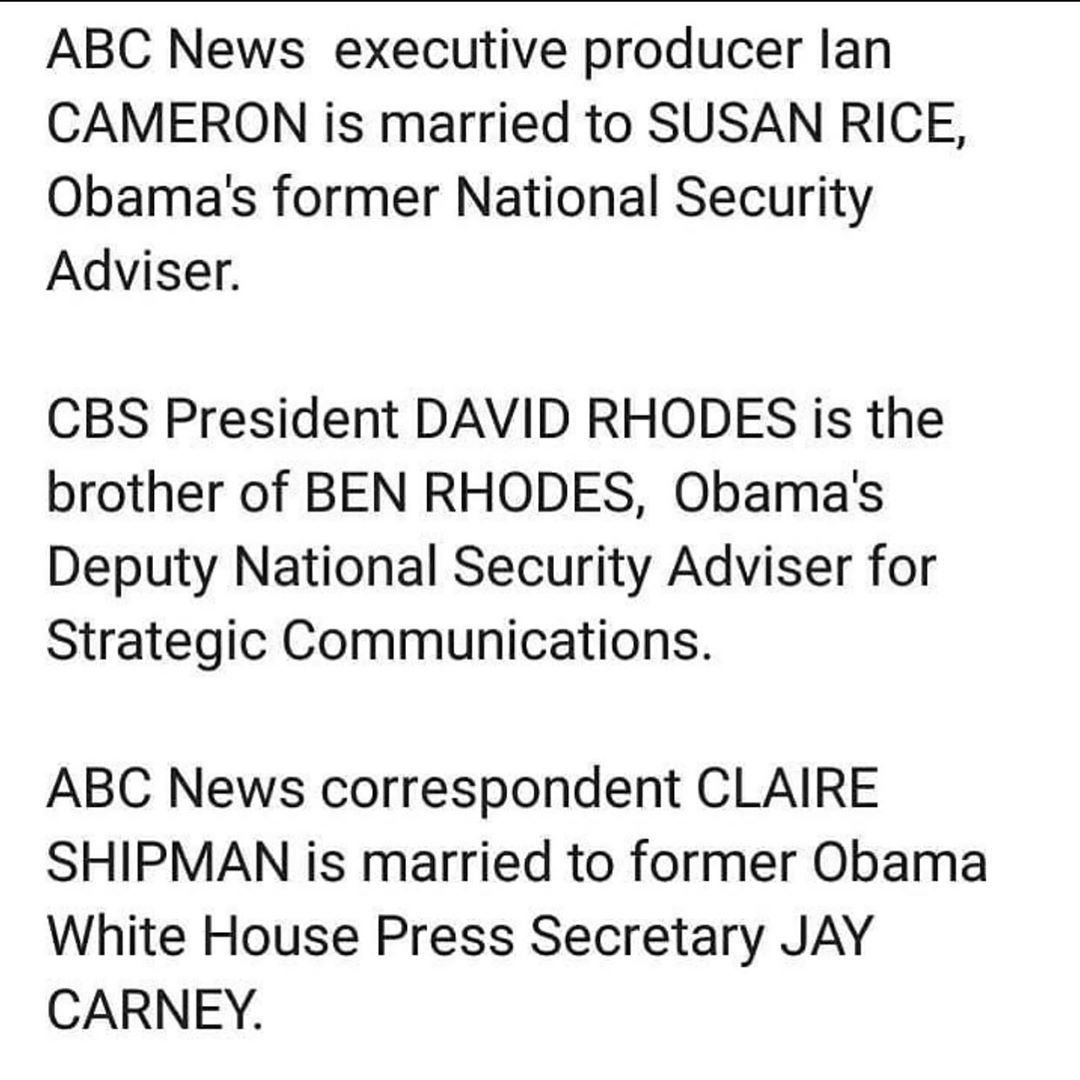 ABC News  executive producer Ian
CAMERON is married to SUSAN RICE,
Obama's former National Security
Adviser.
CBS President DAVID RHODES is the
brother of BEN RHODES,  Obama's
Deputy National Security Adviser for
Strategic Communications.
ABC News correspondent CLAIRE
SHIPMAN is married to former Obama
White House Press Secretary JAY
CARNEY.